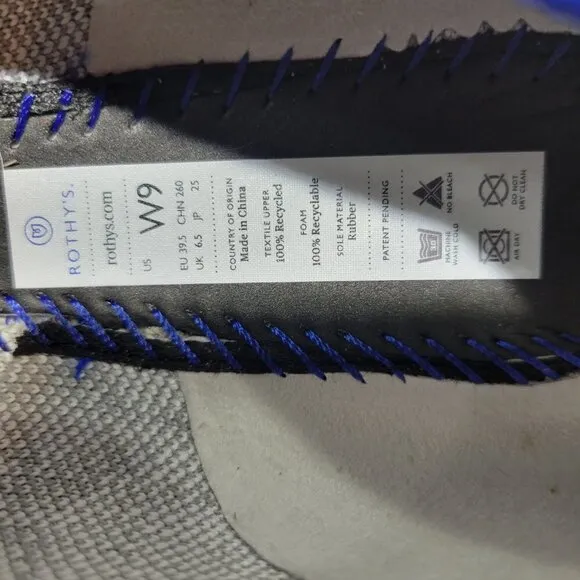 ROTHY'S.
rothys.com
US W9
EU 39.5 CHN 260
UK 6.5 JP 25
COUNTRY OF ORIGIN
Made in China
TEXTILE UPPER
100% Recycled
FOAM
100% Recyclable
SOLE MATERIAL
Rubber
PATENT PENDING
MACHINE
WASH COLD
NO BLEACH
AIR DRY
DO NOT
DRY CLEAN